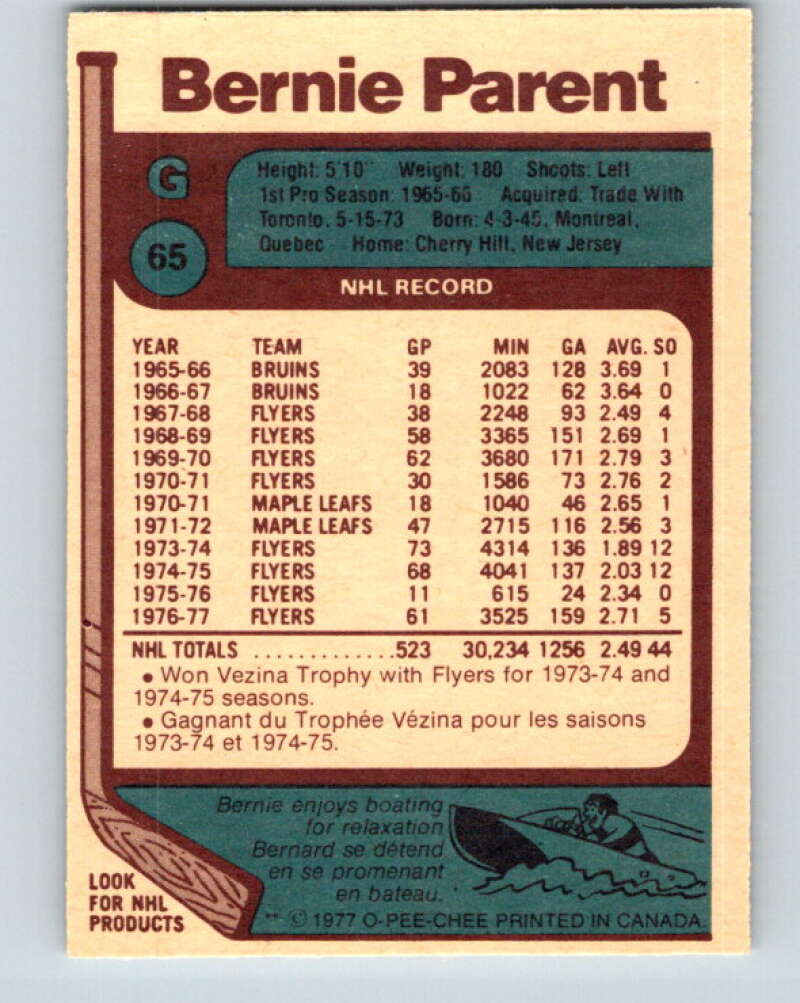 Bernie Parent
G
65
Height: 5'10" Weight: 180 Shoots: Left
1st Pro Season: 1965-66 Acquired: Trade With
Toronto, 5-15-73 Born: 4-3-45, Montreal,
Quebec Home: Cherry Hill, New Jersey
NHL RECORD
YEAR TEAM GP MIN GA AVG. SO
1965-66 BRUINS 39 2083 128 3.69 1
1966-67 BRUINS 18 1022 62 3.64 0
1967-68 FLYERS 38 2248 93 2.49 4
1968-69 FLYERS 58 3365 151 2.69 1
1969-70 FLYERS 62 3680 171 2.79 3
1970-71 FLYERS 30 1586 73 2.76 2
1970-71 MAPLE LEAFS 18 1040 46 2.65 1
1971-72 MAPLE LEAFS 47 2715 116 2.56 3
1973-74 FLYERS 73 4314 136 1.89 12
1974-75 FLYERS 68 4041 137 2.03 12
1975-76 FLYERS 11 615 24 2.34 0
1976-77 FLYERS 61 3525 159 2.71 5
NHL TOTALS .............523 30,234 1256 2.49 44
• Won Vezina Trophy with Flyers for 1973-74 and
1974-75 seasons.
• Gagnant du Trophée Vézina pour les saisons
1973-74 et 1974-75.
Bernie enjoys boating
for relaxation
Bernard se détend
en se promenant
en bateau.
LOOK
FOR NHL
PRODUCTS
** © 1977 O-PEE-CHEE PRINTED IN CANADA.